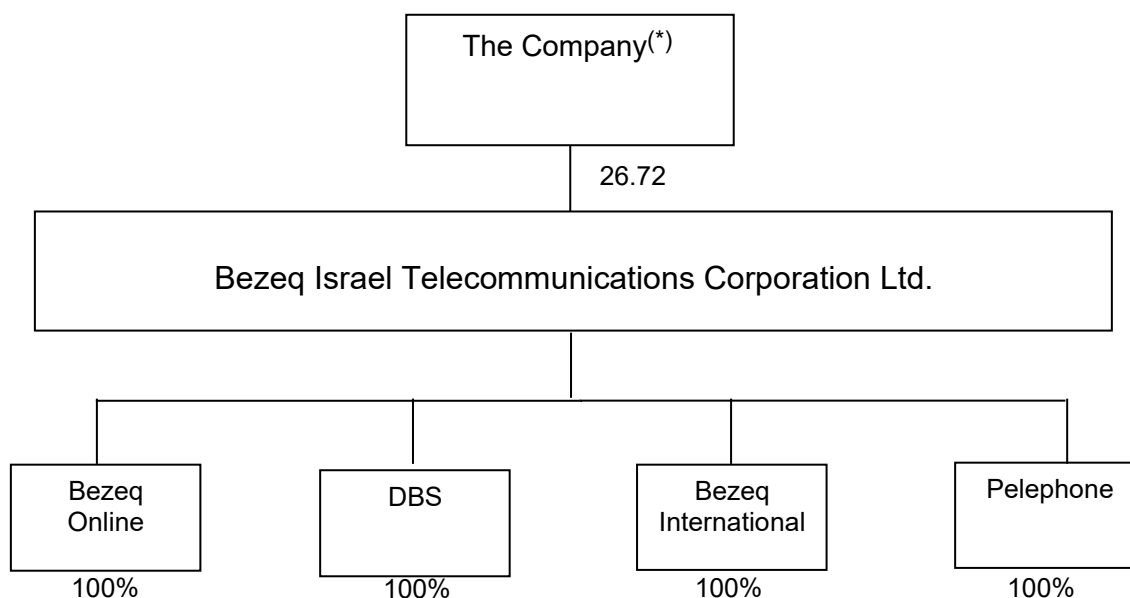 The Company(*)
26.72
Bezeq Israel Telecommunications Corporation Ltd.
Bezeq
Online
100%
DBS
100%
Bezeq
International
100%
Pelephone
100%